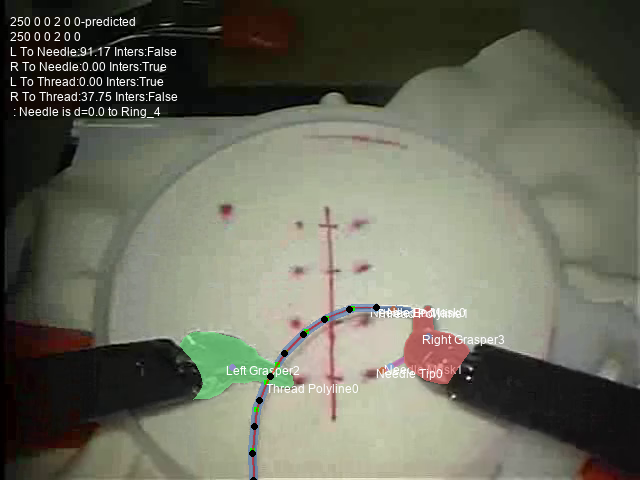 250 0 0 2 0 0-predicted
250 0 0 2 0 0
L To Needle:91.17 Inters:False
R To Needle:0.00 Inters:True
L To Thread:0.00 Inters:True
R To Thread:37.75 Inters:False
: Needle is d=0.0 to Ring_4
Right Grasper3
Left Grasper2
Needle Tip0
Thread Polyline0